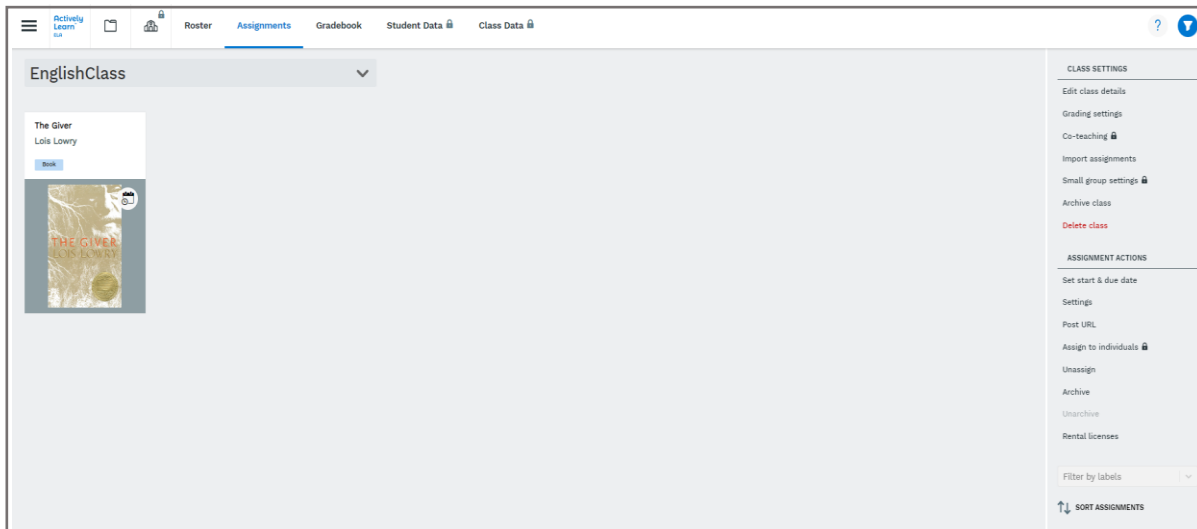 Actively
Learn
ELA
Roster
Assignments
Gradebook
Student Data
Class Data
?
EnglishClass
The Giver
Lois Lowry
Book
THE GIVER
LOIS LOWRY
CLASS SETTINGS
Edit class details
Grading settings
Co-teaching
Import assignments
Small group settings
Archive class
Delete class
ASSIGNMENT ACTIONS
Set start & due date
Settings
Post URL
Assign to individuals
Unassign
Archive
Unarchive
Rental licenses
Filter by labels
SORT ASSIGNMENTS